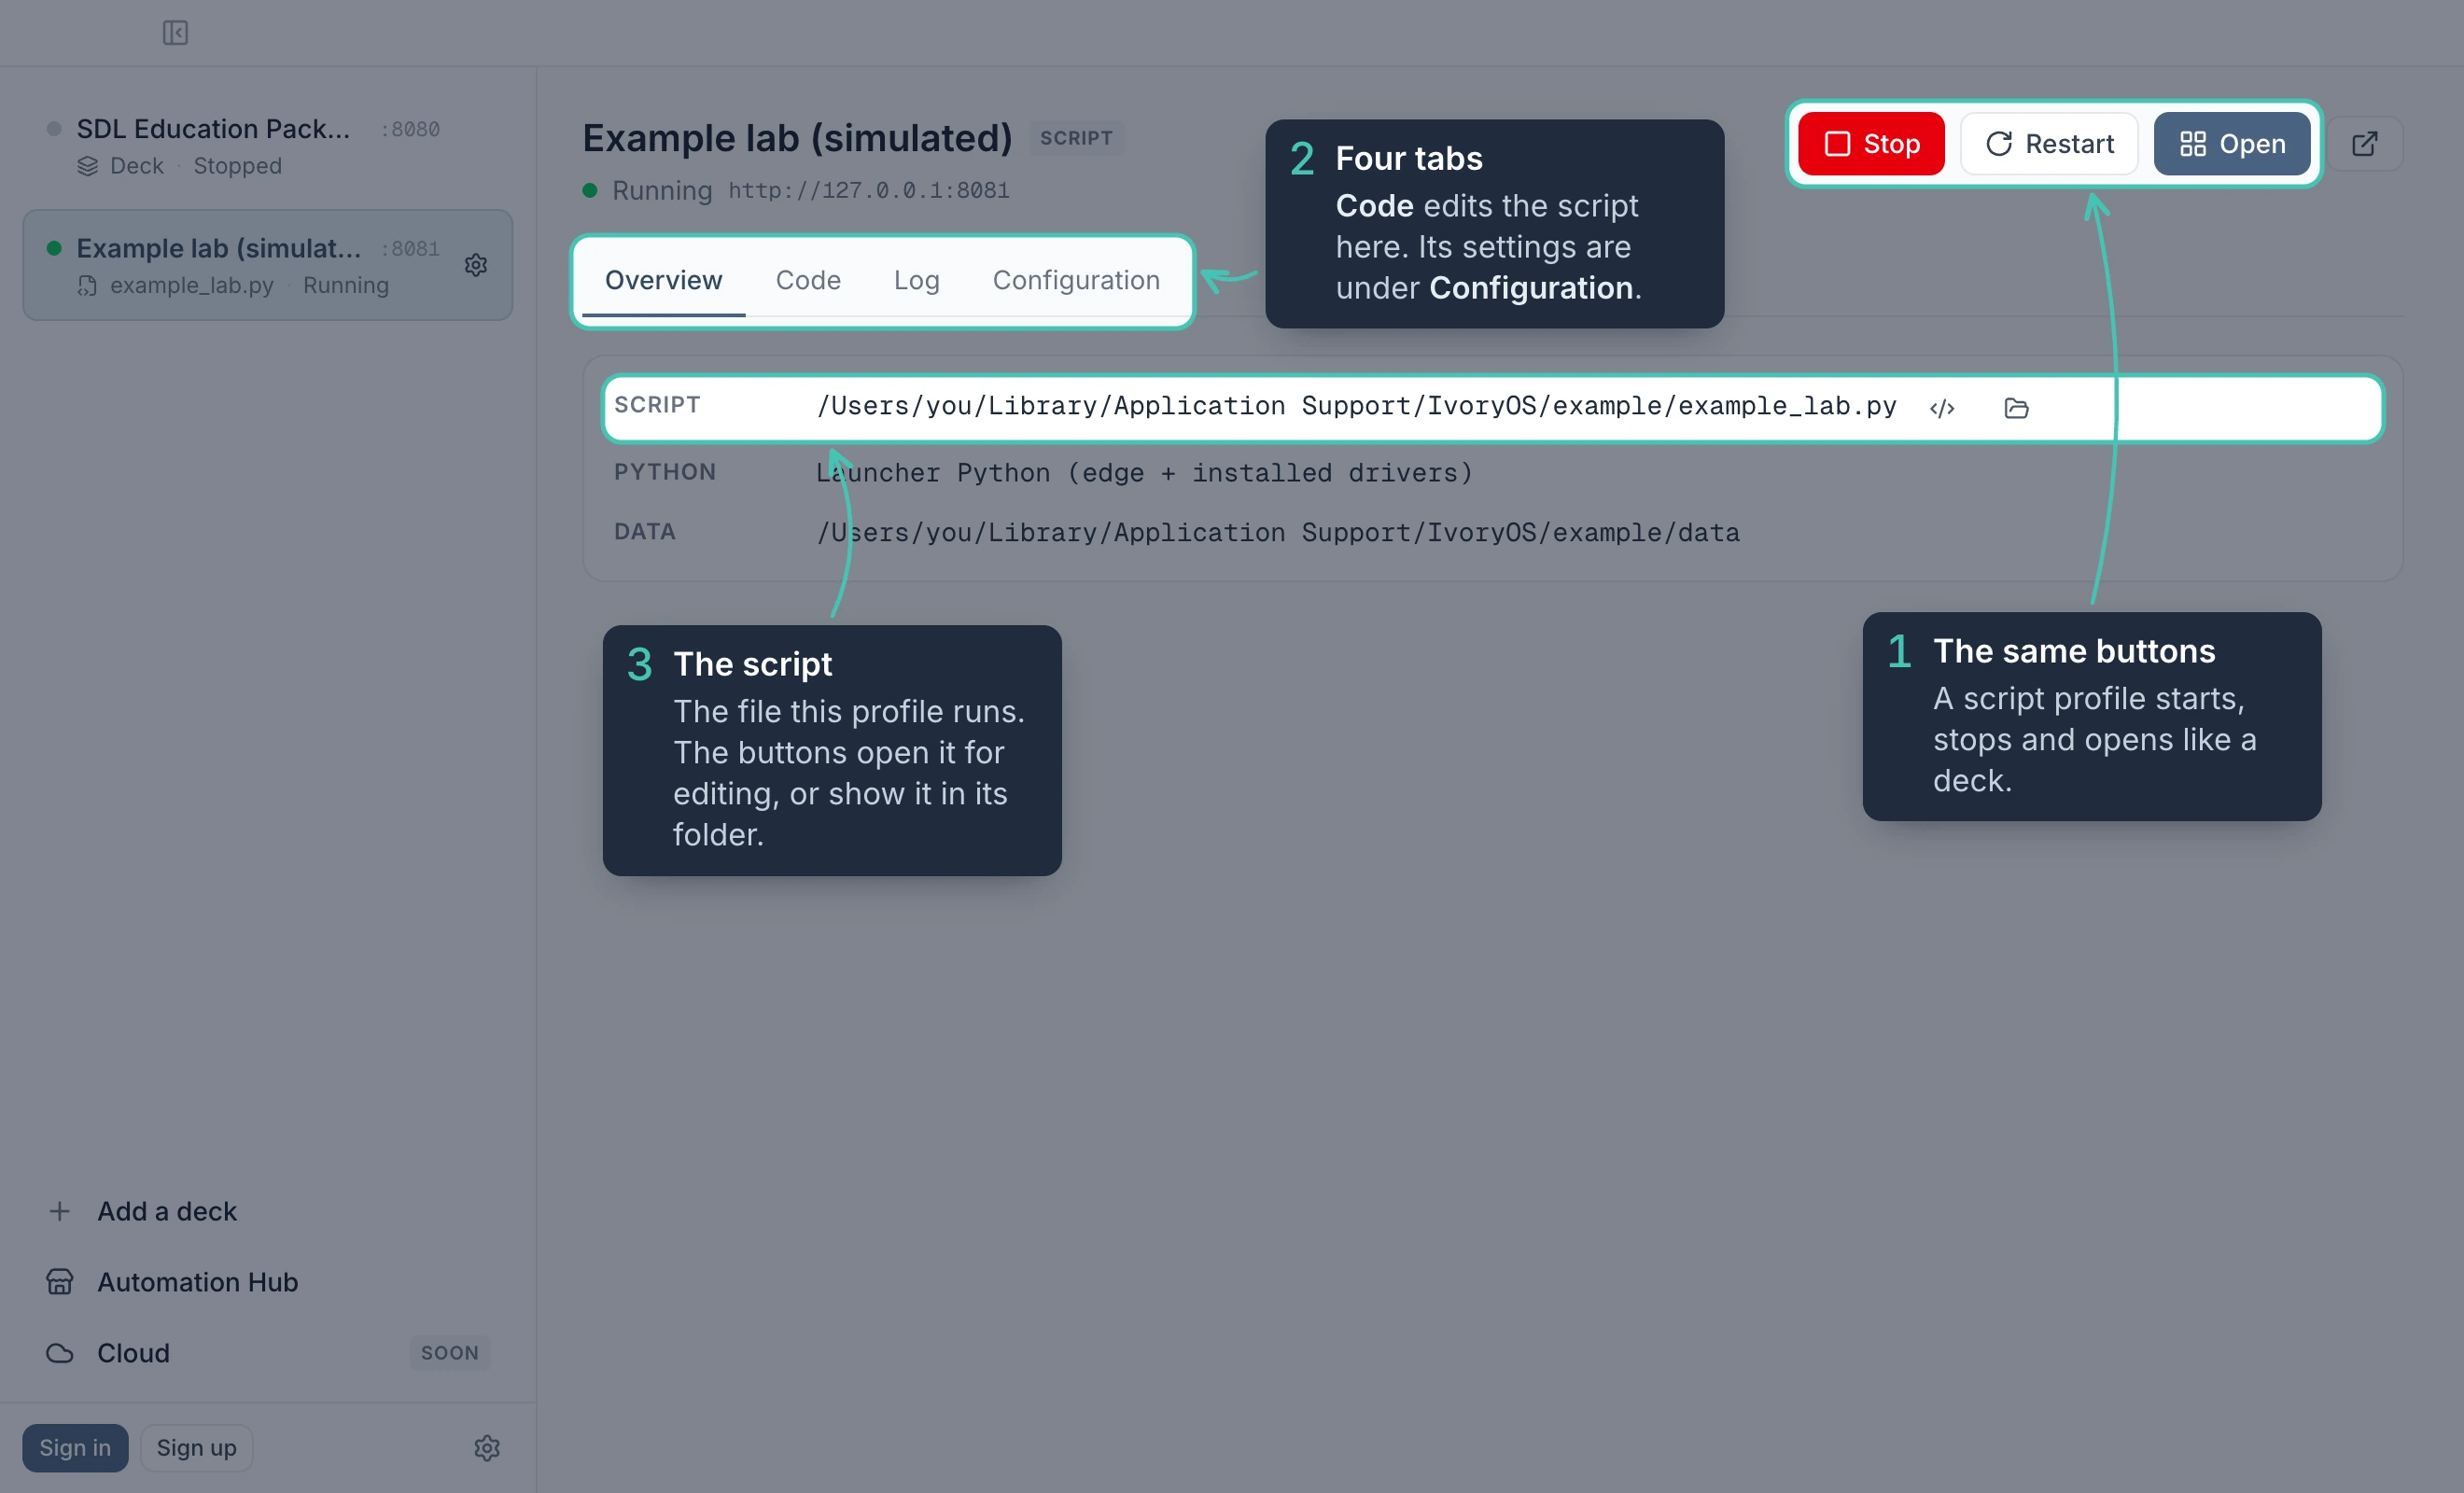 SDL Education Pack... :8080
Deck · Stopped
Example lab (simulat... :8081
example_lab.py · Running
Add a deck
Automation Hub
Cloud SOON
Sign in Sign up
Example lab (simulated) SCRIPT
Running http://127.0.0.1:8081
Stop Restart Open
Overview Code Log Configuration
2 Four tabs
Code edits the script
here. Its settings are
under Configuration.
SCRIPT /Users/you/Library/Application Support/IvoryOS/example/example_lab.py
PYTHON Launcher Python (edge + installed drivers)
DATA /Users/you/Library/Application Support/IvoryOS/example/data
3 The script
The file this profile runs.
The buttons open it for
editing, or show it in its
folder.
1 The same buttons
A script profile starts,
stops and opens like a
deck.